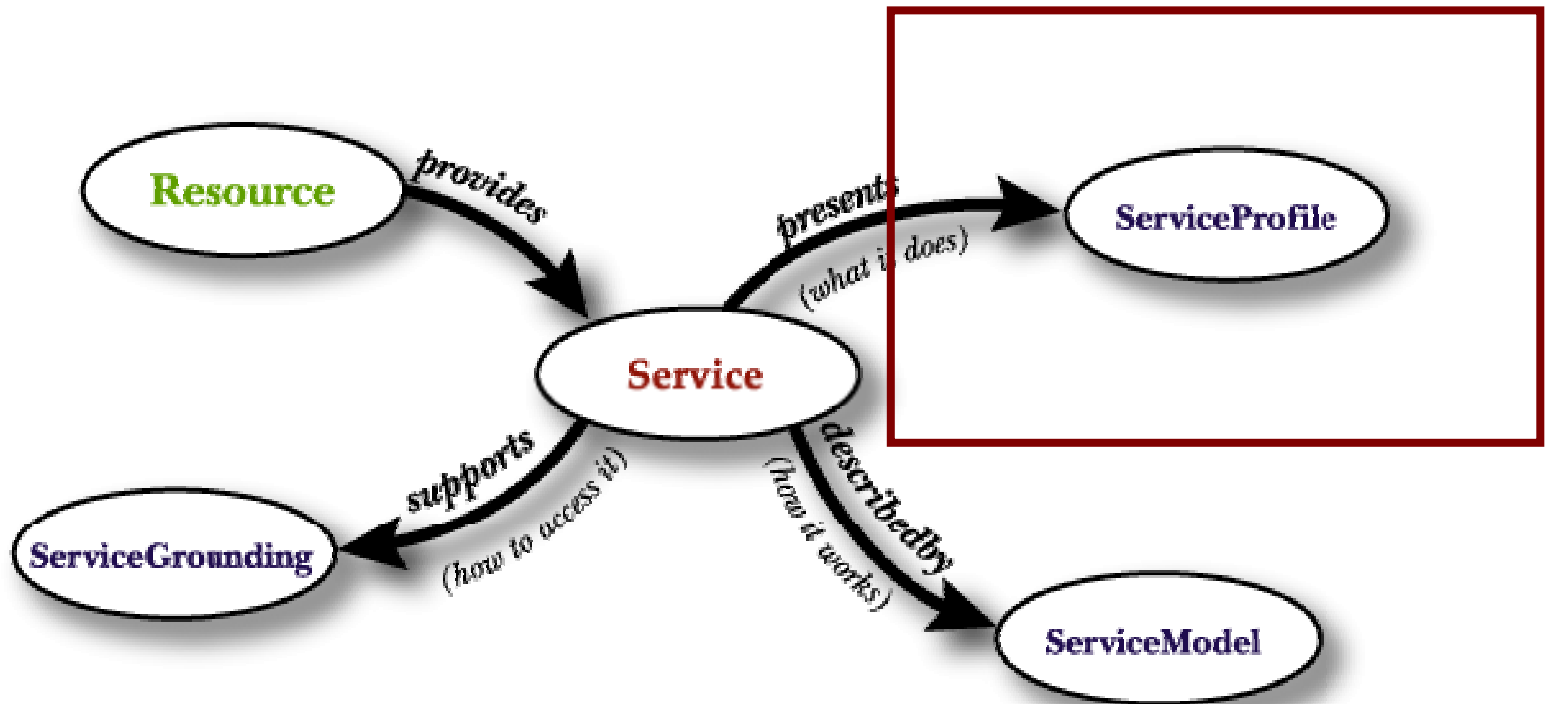 Resource
provides
presents
(what it does)
ServiceProfile
Service
supports
(how to access it)
describedby
(how it works)
ServiceGrounding
ServiceModel